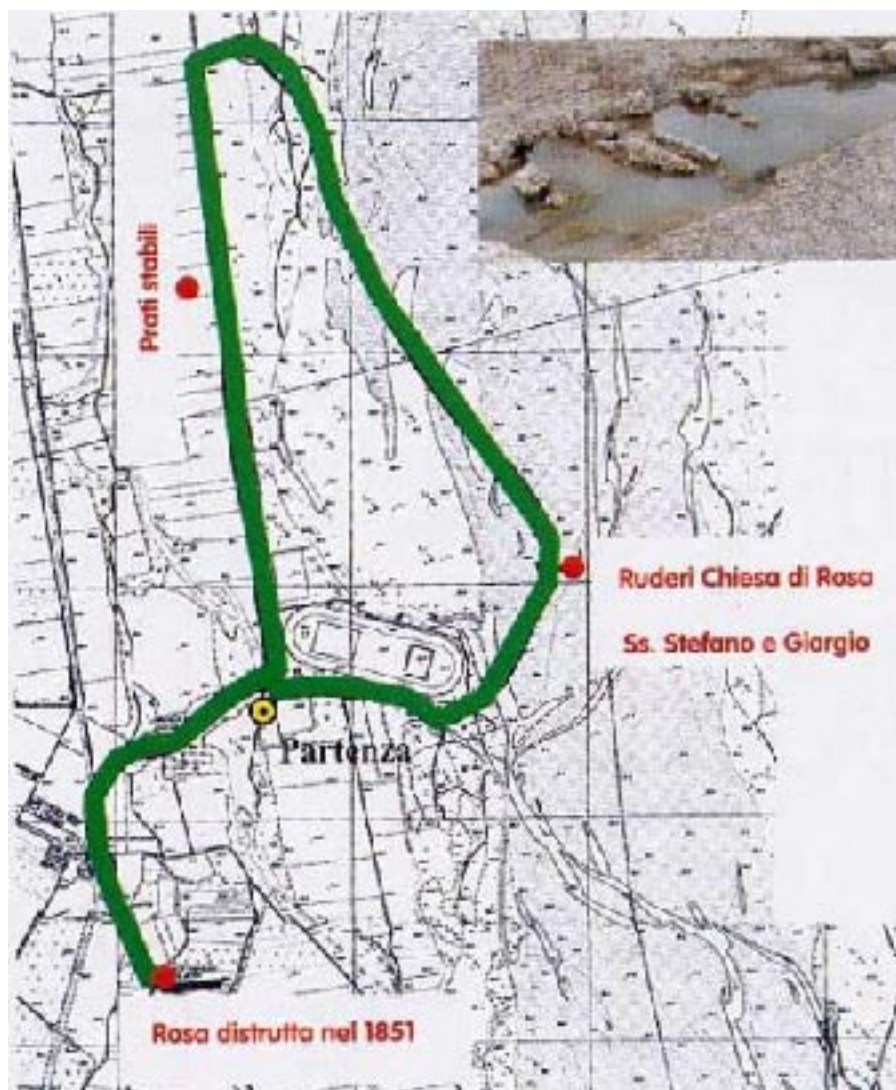 Prati stabili
Ruderi Chiesa di Rosa
Ss. Stefano e Giorgio
Partenza
Rosa distrutta nel 1851